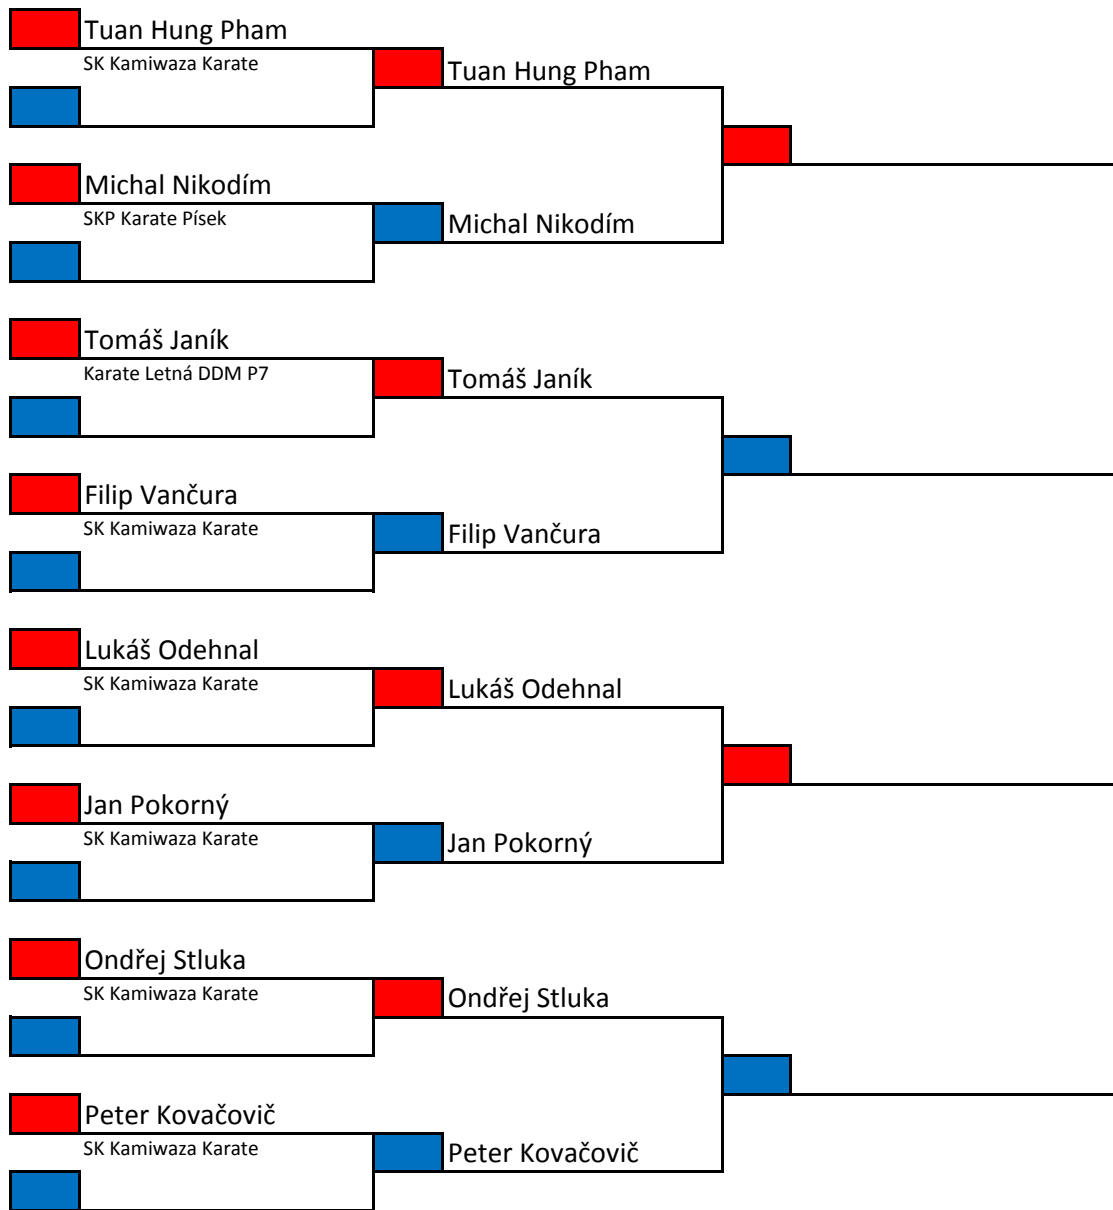 Tuan Hung Pham
SK Kamiwaza Karate
Tuan Hung Pham
Michal Nikodím
SKP Karate Písek
Michal Nikodím
Tomáš Janík
Karate Letná DDM P7
Tomáš Janík
Filip Vančura
SK Kamiwaza Karate
Filip Vančura
Lukáš Odehnal
SK Kamiwaza Karate
Lukáš Odehnal
Jan Pokorný
SK Kamiwaza Karate
Jan Pokorný
Ondřej Stluka
SK Kamiwaza Karate
Ondřej Stluka
Peter Kovačovič
SK Kamiwaza Karate
Peter Kovačovič